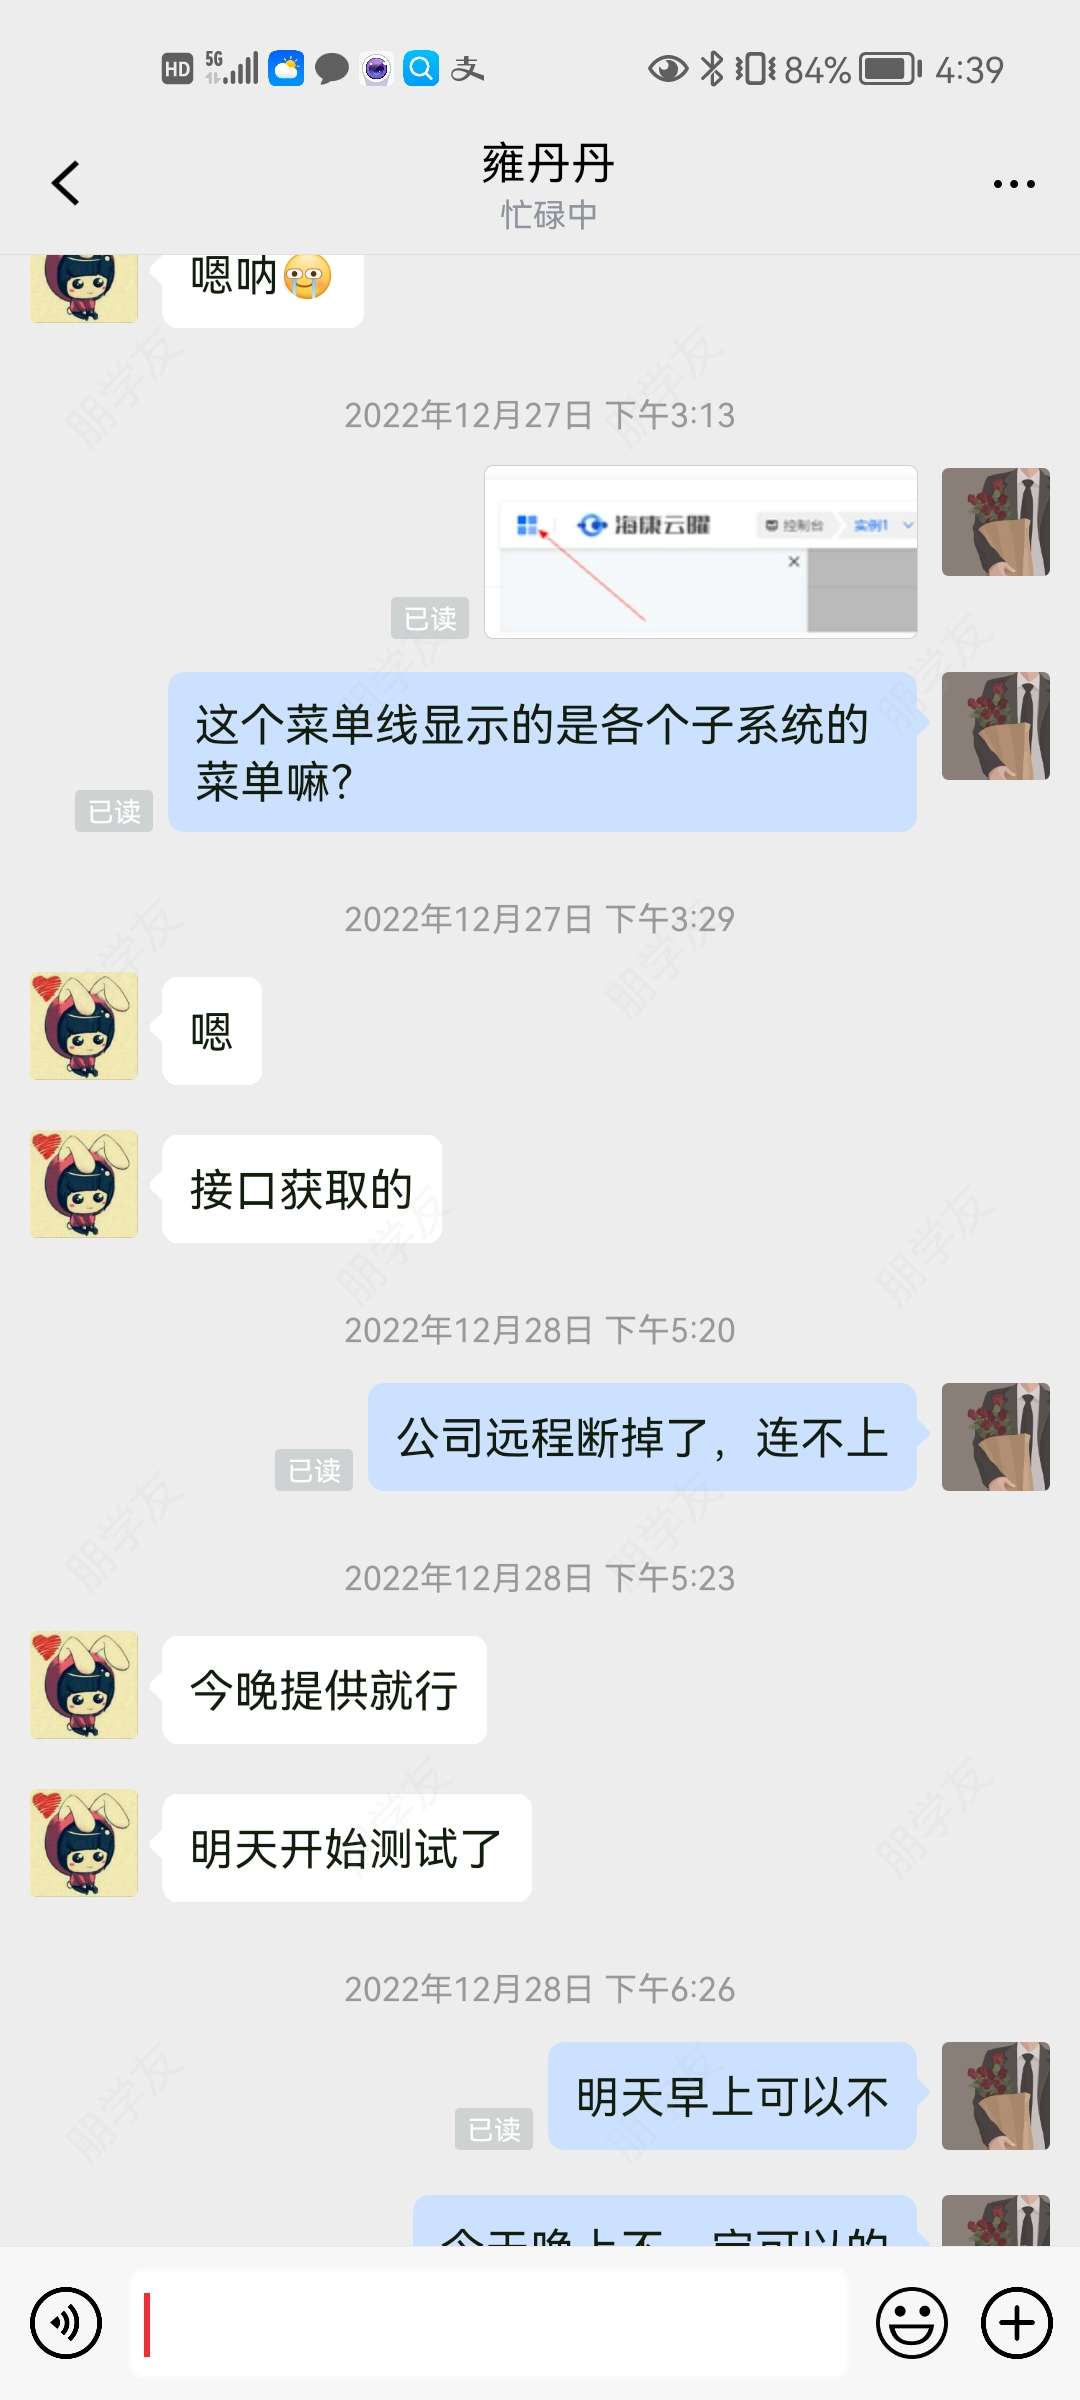 HD 5G 支 84% 4:39
雍丹丹
忙碌中
嗯呐
2022年12月27日 下午3:13
海康云曜 控制台 实例1
已读
这个菜单线显示的是各个子系统的
菜单嘛?
已读
2022年12月27日 下午3:29
嗯
接口获取的
2022年12月28日 下午5:20
公司远程断掉了，连不上
已读
2022年12月28日 下午5:23
今晚提供就行
明天开始测试了
2022年12月28日 下午6:26
明天早上可以不
已读
朋学友